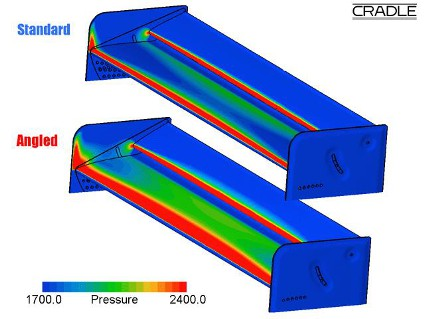 CRADLE
Standard
Angled
1700.0 Pressure 2400.0